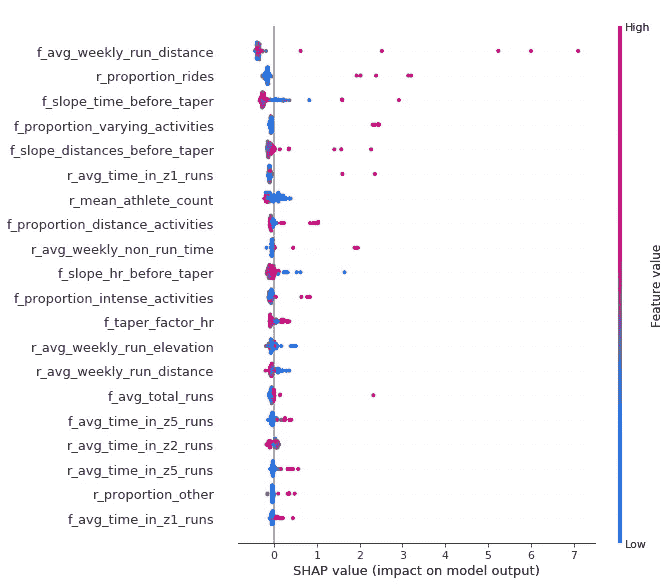 High
f_avg_weekly_run_distance
r_proportion_rides
f_slope_time_before_taper
f_proportion_varying_activities
f_slope_distances_before_taper
r_avg_time_in_z1_runs
r_mean_athlete_count
f_proportion_distance_activities
r_avg_weekly_non_run_time
f_slope_hr_before_taper
f_proportion_intense_activities
f_taper_factor_hr
r_avg_weekly_run_elevation
r_avg_weekly_run_distance
f_avg_total_runs
f_avg_time_in_z5_runs
r_avg_time_in_z2_runs
r_avg_time_in_z5_runs
r_proportion_other
f_avg_time_in_z1_runs
Feature value
Low
0 1 2 3 4 5 6 7
SHAP value (impact on model output)